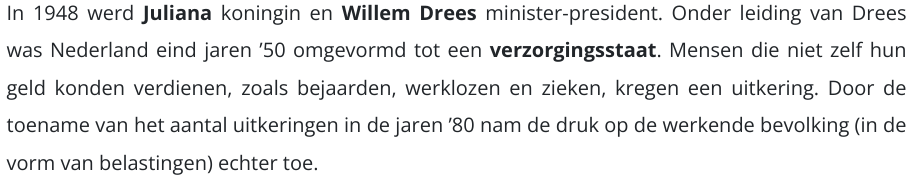 In 1948 werd Juliana koningin en Willem Drees minister-president. Onder leiding van Drees
was Nederland eind jaren ’50 omgevormd tot een verzorgingsstaat. Mensen die niet zelf hun
geld konden verdienen, zoals bejaarden, werklozen en zieken, kregen een uitkering. Door de
toename van het aantal uitkeringen in de jaren ’80 nam de druk op de werkende bevolking (in de
vorm van belastingen) echter toe.